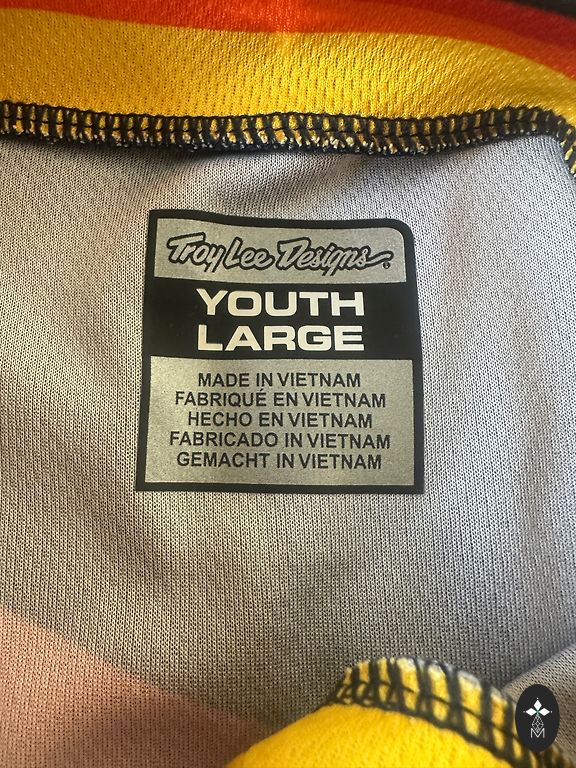 Troy Lee Designs
YOUTH
LARGE
MADE IN VIETNAM
FABRIQUÉ EN VIETNAM
HECHO EN VIETNAM
FABRICADO IN VIETNAM
GEMACHT IN VIETNAM
M